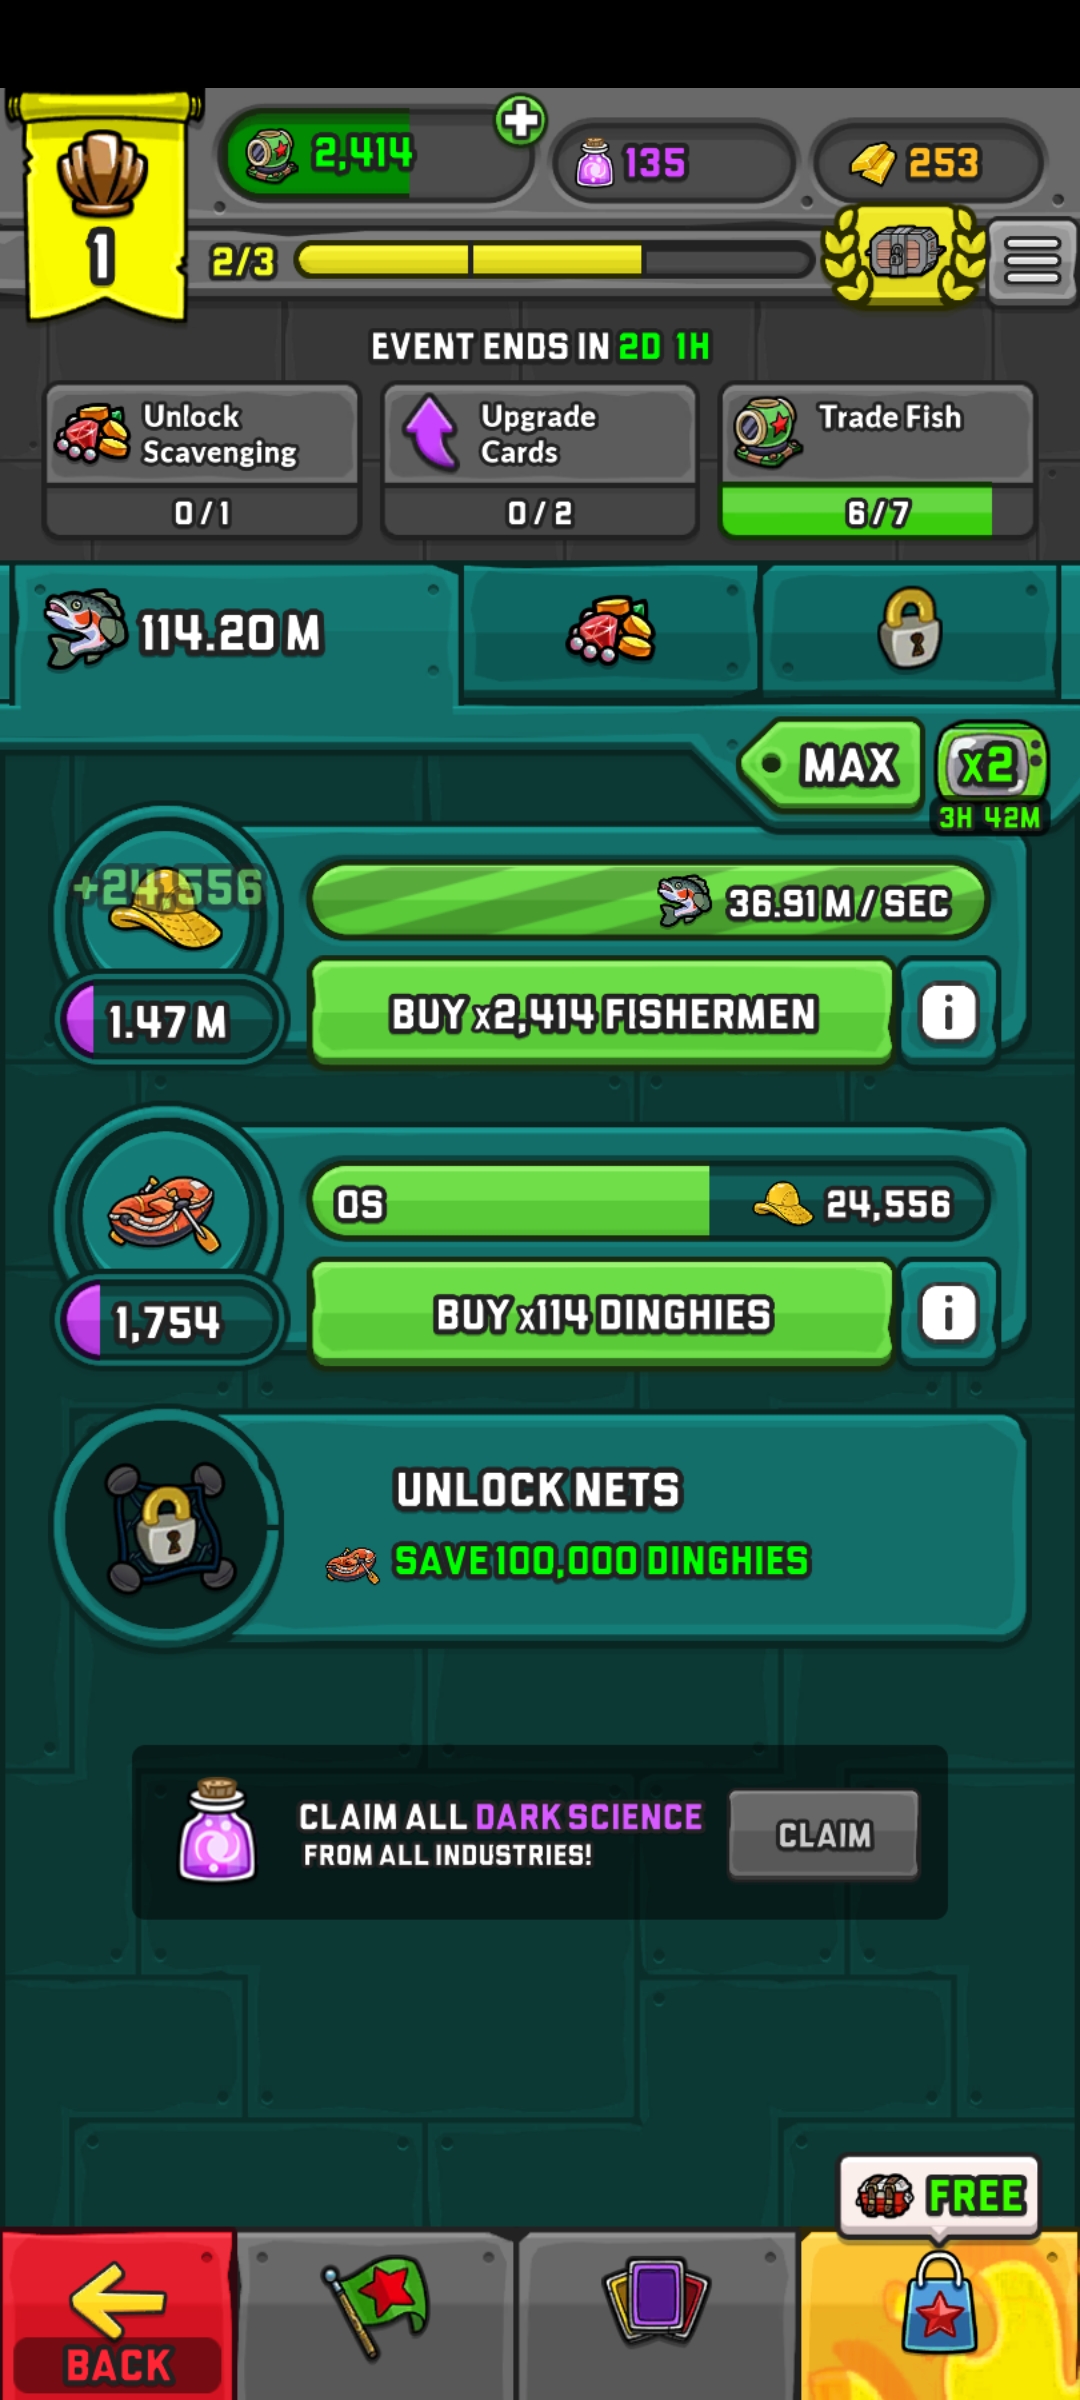 2,414
135
253
1
2/3
EVENT ENDS IN 2D 1H
Unlock
Scavenging
0/1
Upgrade
Cards
0/2
Trade Fish
6/7
114.20 M
MAX
x2
3H 42M
+24,556
36.91 M / SEC
1.47 M
BUY x2,414 FISHERMEN
i
0S
24,556
1,754
BUY x114 DINGHIES
i
UNLOCK NETS
SAVE 100,000 DINGHIES
CLAIM ALL DARK SCIENCE
FROM ALL INDUSTRIES!
CLAIM
FREE
BACK